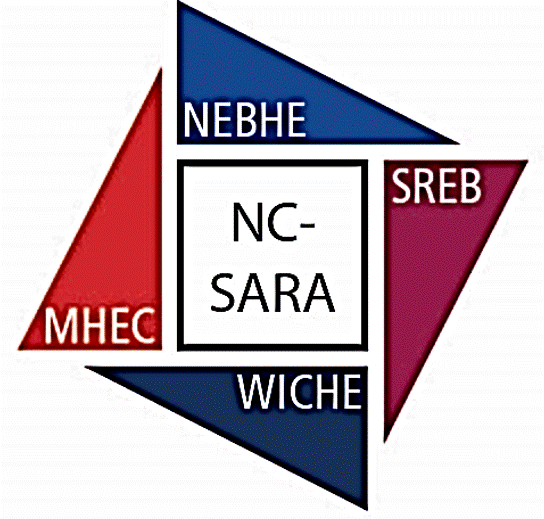 NEBHE
SREB
NC-
SARA
MHEC
WICHE